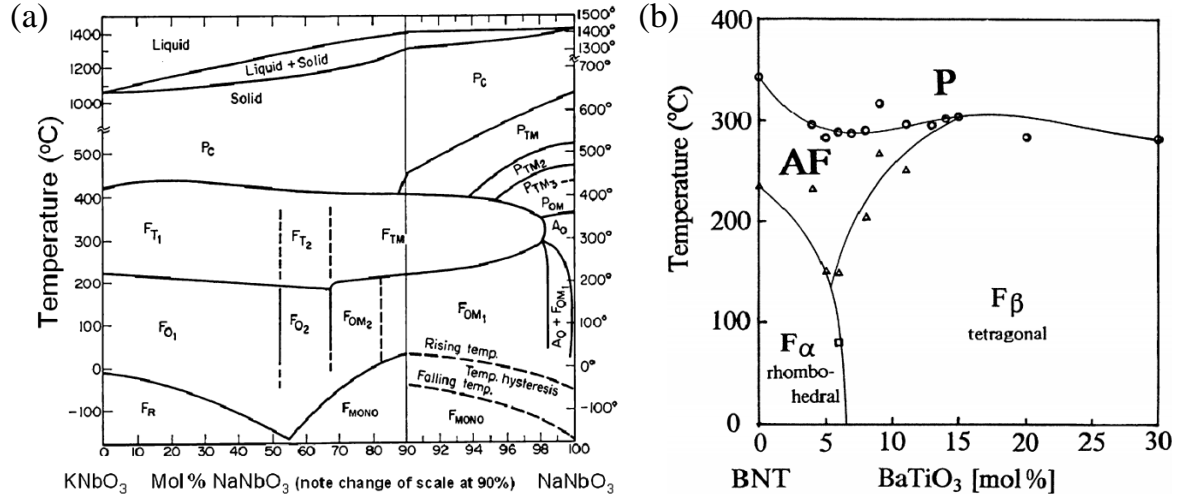 (a)
Temperature (°C)
1400
1200
1000
500
400
300
200
100
0
-100
Liquid
Liquid + Solid
Solid
P_C
P_C
P_TM
P_TM2
P_TM3
P_OM
A_Q
F_T1
F_T2
F_TM
F_O1
F_O2
F_OM2
F_OM1
A_Q + F_OM1
Rising temp.
Temp. hysteresis
Falling temp.
F_R
F_MONO
F_MONO
1500°
1400°
1300°
700°
600°
500°
400°
300°
200°
100°
0°
-100°
0 10 20 30 40 50 60 70 80 90 92 94 96 98 100
KNbO₃ Mol % NaNbO₃ (note change of scale at 90%) NaNbO₃
(b)
Temperature (°C)
400
300
200
100
0
P
AF
Fα
rhombo-
hedral
Fβ
tetragonal
0 5 10 15 20 25 30
BNT BaTiO₃ [mol %]